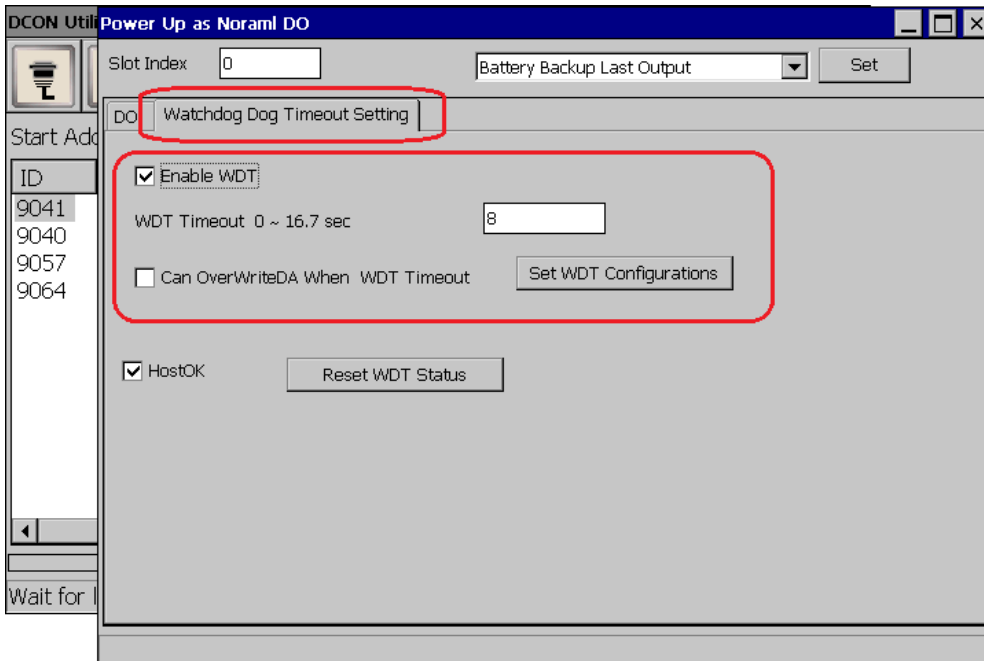 DCON Utili
Power Up as Noraml DO
Slot Index 0 Battery Backup Last Output Set
DO Watchdog Dog Timeout Setting
Start Add
ID
9041
9040
9057
9064
Enable WDT
WDT Timeout 0 ~ 16.7 sec 8
Can OverWriteDA When WDT Timeout Set WDT Configurations
HostOK Reset WDT Status
Wait for